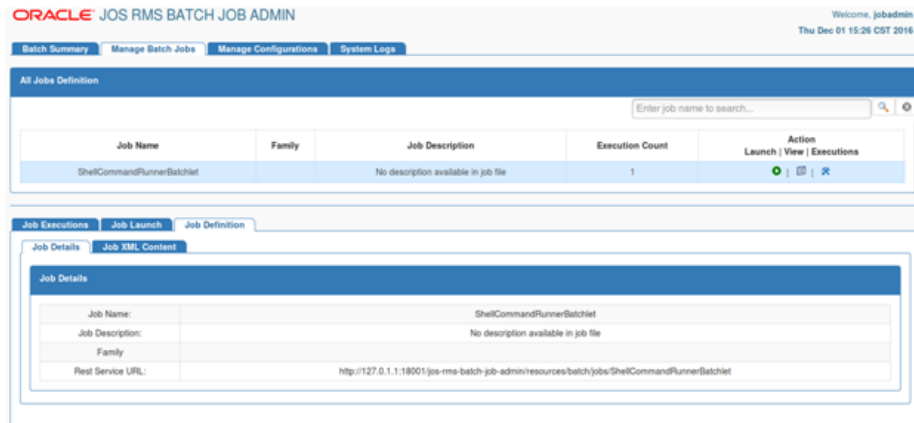 ORACLE JOS RMS BATCH JOB ADMIN
Welcome, jobadmin
Thu Dec 01 15:26 CST 2016
Batch Summary Manage Batch Jobs Manage Configurations System Logs
All Jobs Definition
Enter job name to search...
Job Name Family Job Description Execution Count Action
Launch | View | Executions
ShellCommandRunnerBatchlet No description available in job file 1
Job Executions Job Launch Job Definition
Job Details Job XML Content
Job Details
Job Name: ShellCommandRunnerBatchlet
Job Description: No description available in job file
Family
Rest Service URL: http://127.0.1.1:18001/jos-rms-batch-job-admin/resources/batch/jobs/ShellCommandRunnerBatchlet